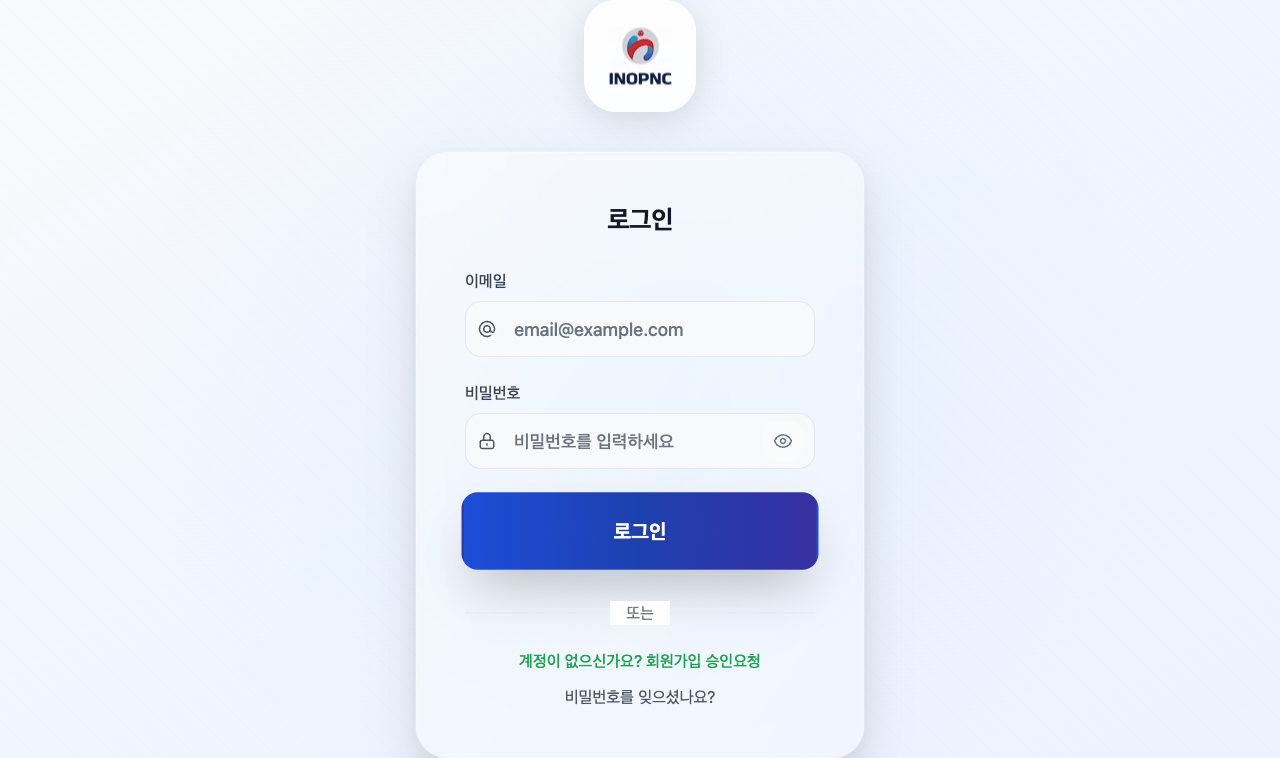 INOPNC
로그인
이메일
email@example.com
비밀번호
비밀번호를 입력하세요
로그인
또는
계정이 없으신가요? 회원가입 승인요청
비밀번호를 잊으셨나요?